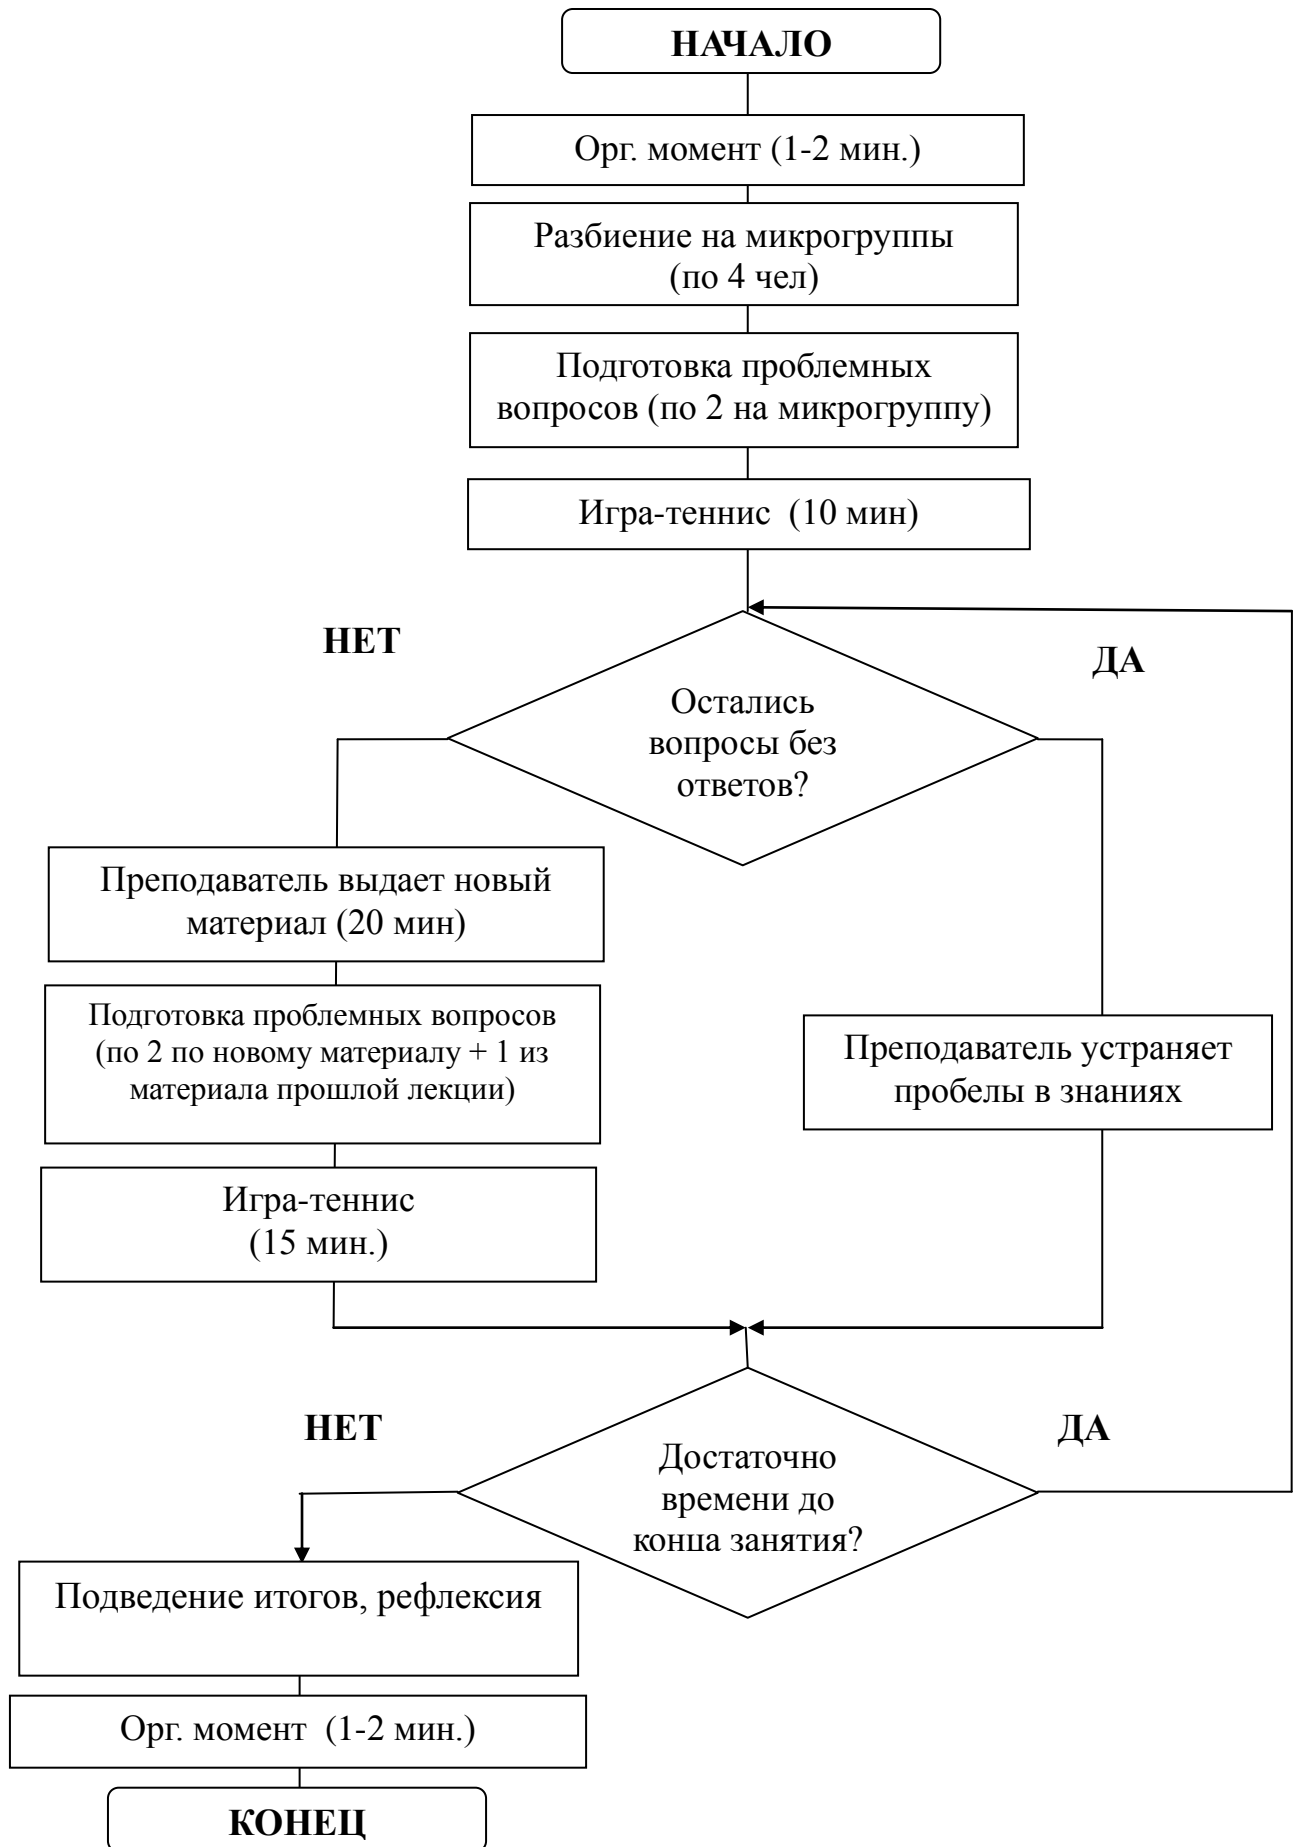 НАЧАЛО
Орг. момент (1-2 мин.)
Разбиение на микрогруппы
(по 4 чел)
Подготовка проблемных
вопросов (по 2 на микрогруппу)
Игра-теннис (10 мин)
НЕТ
ДА
Остались
вопросы без
ответов?
Преподаватель выдает новый
материал (20 мин)
Подготовка проблемных вопросов
(по 2 по новому материалу + 1 из
материала прошлой лекции)
Преподаватель устраняет
пробелы в знаниях
Игра-теннис
(15 мин.)
НЕТ
ДА
Достаточно
времени до
конца занятия?
Подведение итогов, рефлексия
Орг. момент (1-2 мин.)
КОНЕЦ